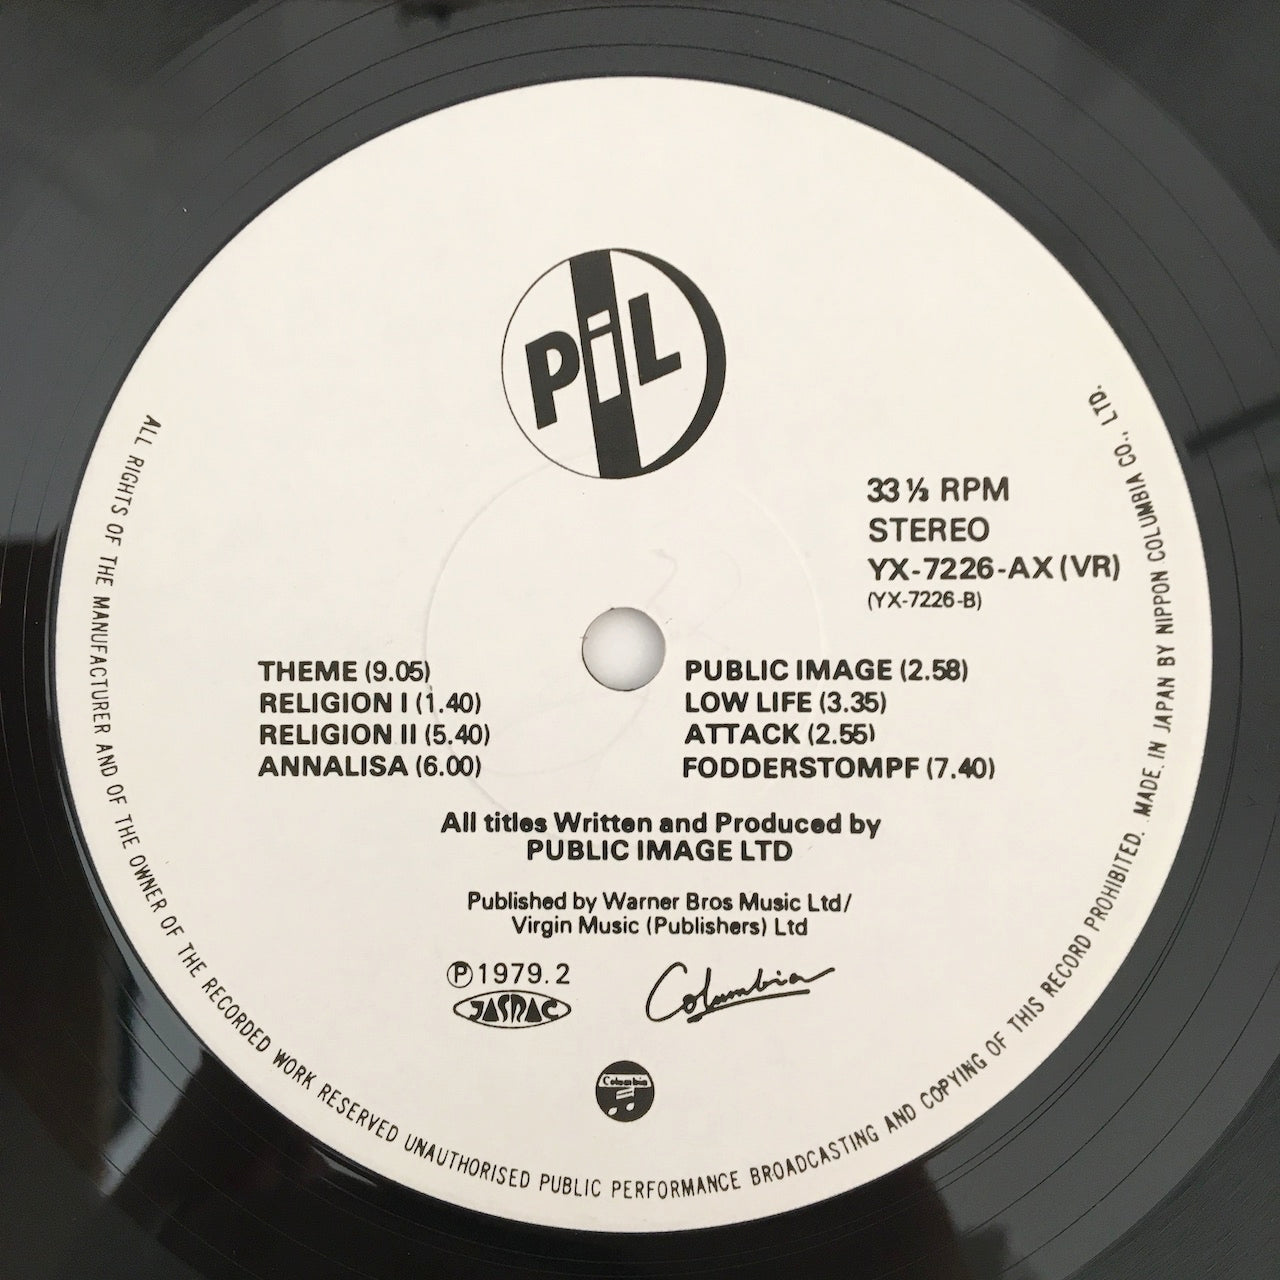 PiL
33 ⅓ RPM
STEREO
YX-7226-AX (VR)
(YX-7226-B)
THEME (9.05)
RELIGION I (1.40)
RELIGION II (5.40)
ANNALISA (6.00)
PUBLIC IMAGE (2.58)
LOW LIFE (3.35)
ATTACK (2.55)
FODDERSTOMPF (7.40)
All titles Written and Produced by
PUBLIC IMAGE LTD
Published by Warner Bros Music Ltd/
Virgin Music (Publishers) Ltd
Ⓟ1979.2
JASRAC
Columbia
Columbia
ALL RIGHTS OF THE MANUFACTURER AND OF THE OWNER OF THE RECORDED WORK RESERVED UNAUTHORISED PUBLIC PERFORMANCE BROADCASTING AND COPYING OF THIS RECORD PROHIBITED. MADE IN JAPAN BY NIPPON COLUMBIA CO., LTD.